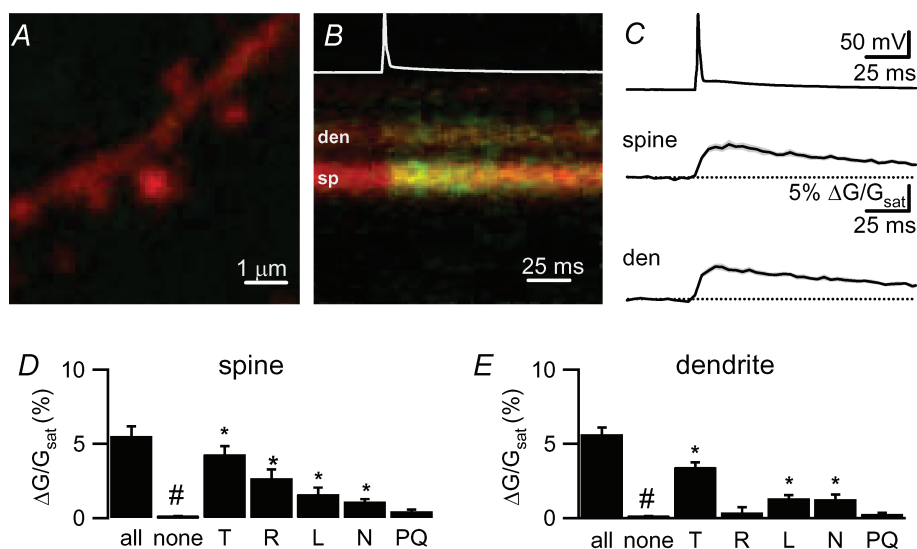 A
B
C
50 mV
25 ms
den
sp
1 μm
25 ms
spine
5% ΔG/Gsat
25 ms
den
D
spine
E
dendrite
10
5
0
ΔG/Gsat (%)
#
*
*
*
*
all none T R L N PQ
10
5
0
ΔG/Gsat (%)
#
*
*
*
all none T R L N PQ